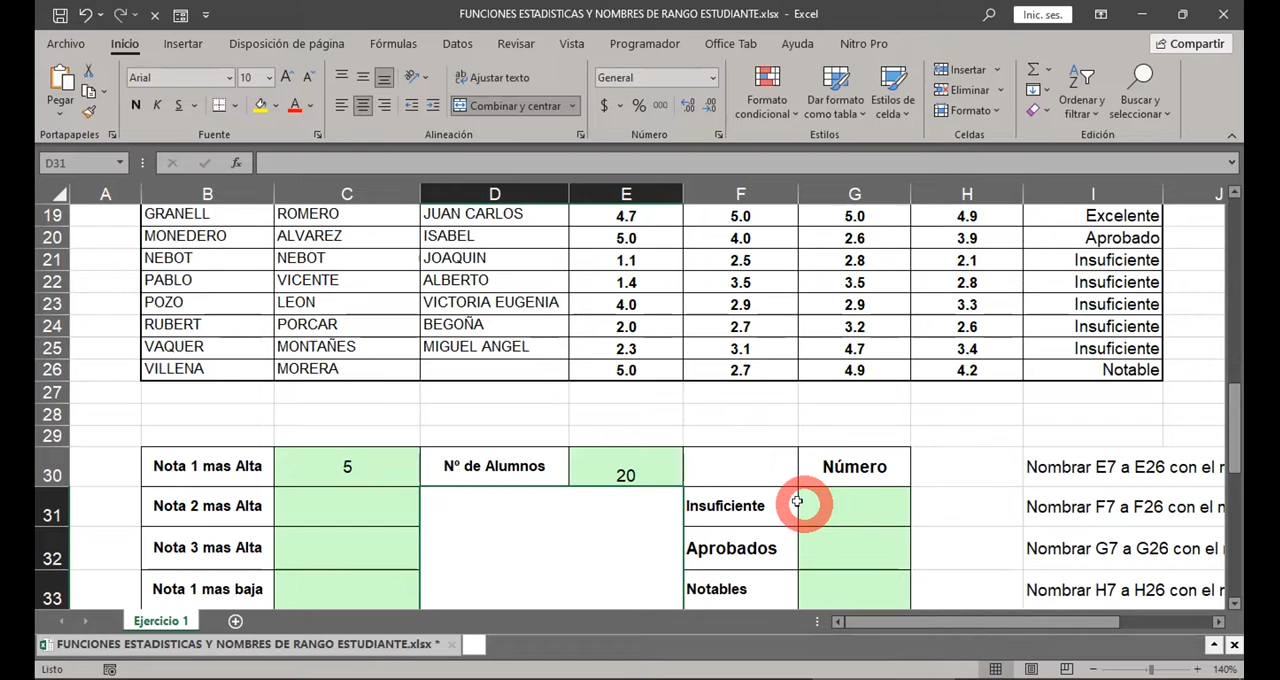 FUNCIONES ESTADISTICAS Y NOMBRES DE RANGO ESTUDIANTE.xlsx - Excel
Inic. ses.
Archivo Inicio Insertar Disposición de página Fórmulas Datos Revisar Vista Programador Office Tab Ayuda Nitro Pro
Compartir
Pegar
Arial 10
N K S
Ajustar texto
Combinar y centrar
General
$ % 000
Formato condicional
Dar formato como tabla
Estilos de celda
Insertar
Eliminar
Formato
Ordenar y filtrar
Buscar y seleccionar
Portapapeles Fuente Alineación Número Estilos Celdas Edición
D31 fx
A B C D E F G H I J
19 GRANELL ROMERO JUAN CARLOS 4.7 5.0 5.0 4.9 Excelente
20 MONEDERO ALVAREZ ISABEL 5.0 4.0 2.6 3.9 Aprobado
21 NEBOT NEBOT JOAQUIN 1.1 2.5 2.8 2.1 Insuficiente
22 PABLO VICENTE ALBERTO 1.4 3.5 3.5 2.8 Insuficiente
23 POZO LEON VICTORIA EUGENIA 4.0 2.9 2.9 3.3 Insuficiente
24 RUBERT PORCAR BEGOÑA 2.0 2.7 3.2 2.6 Insuficiente
25 VAQUER MONTAÑES MIGUEL ANGEL 2.3 3.1 4.7 3.4 Insuficiente
26 VILLENA MORERA 5.0 2.7 4.9 4.2 Notable
27
28
29
30 Nota 1 mas Alta 5 Nº de Alumnos 20 Número Nombrar E7 a E26 con el
31 Nota 2 mas Alta Insuficiente Nombrar F7 a F26 con el
32 Nota 3 mas Alta Aprobados Nombrar G7 a G26 con el
33 Nota 1 mas baja Notables Nombrar H7 a H26 con el
Ejercicio 1
FUNCIONES ESTADISTICAS Y NOMBRES DE RANGO ESTUDIANTE.xlsx *
Listo 140%